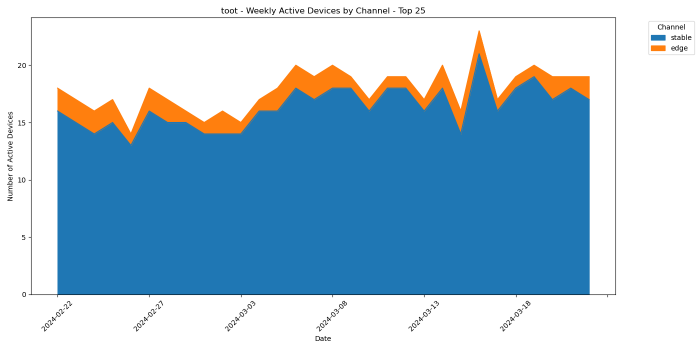 toot - Weekly Active Devices by Channel - Top 25
Channel
stable
edge
Number of Active Devices
20
15
10
5
0
2024-02-22
2024-02-27
2024-03-03
2024-03-08
2024-03-13
2024-03-18
Date